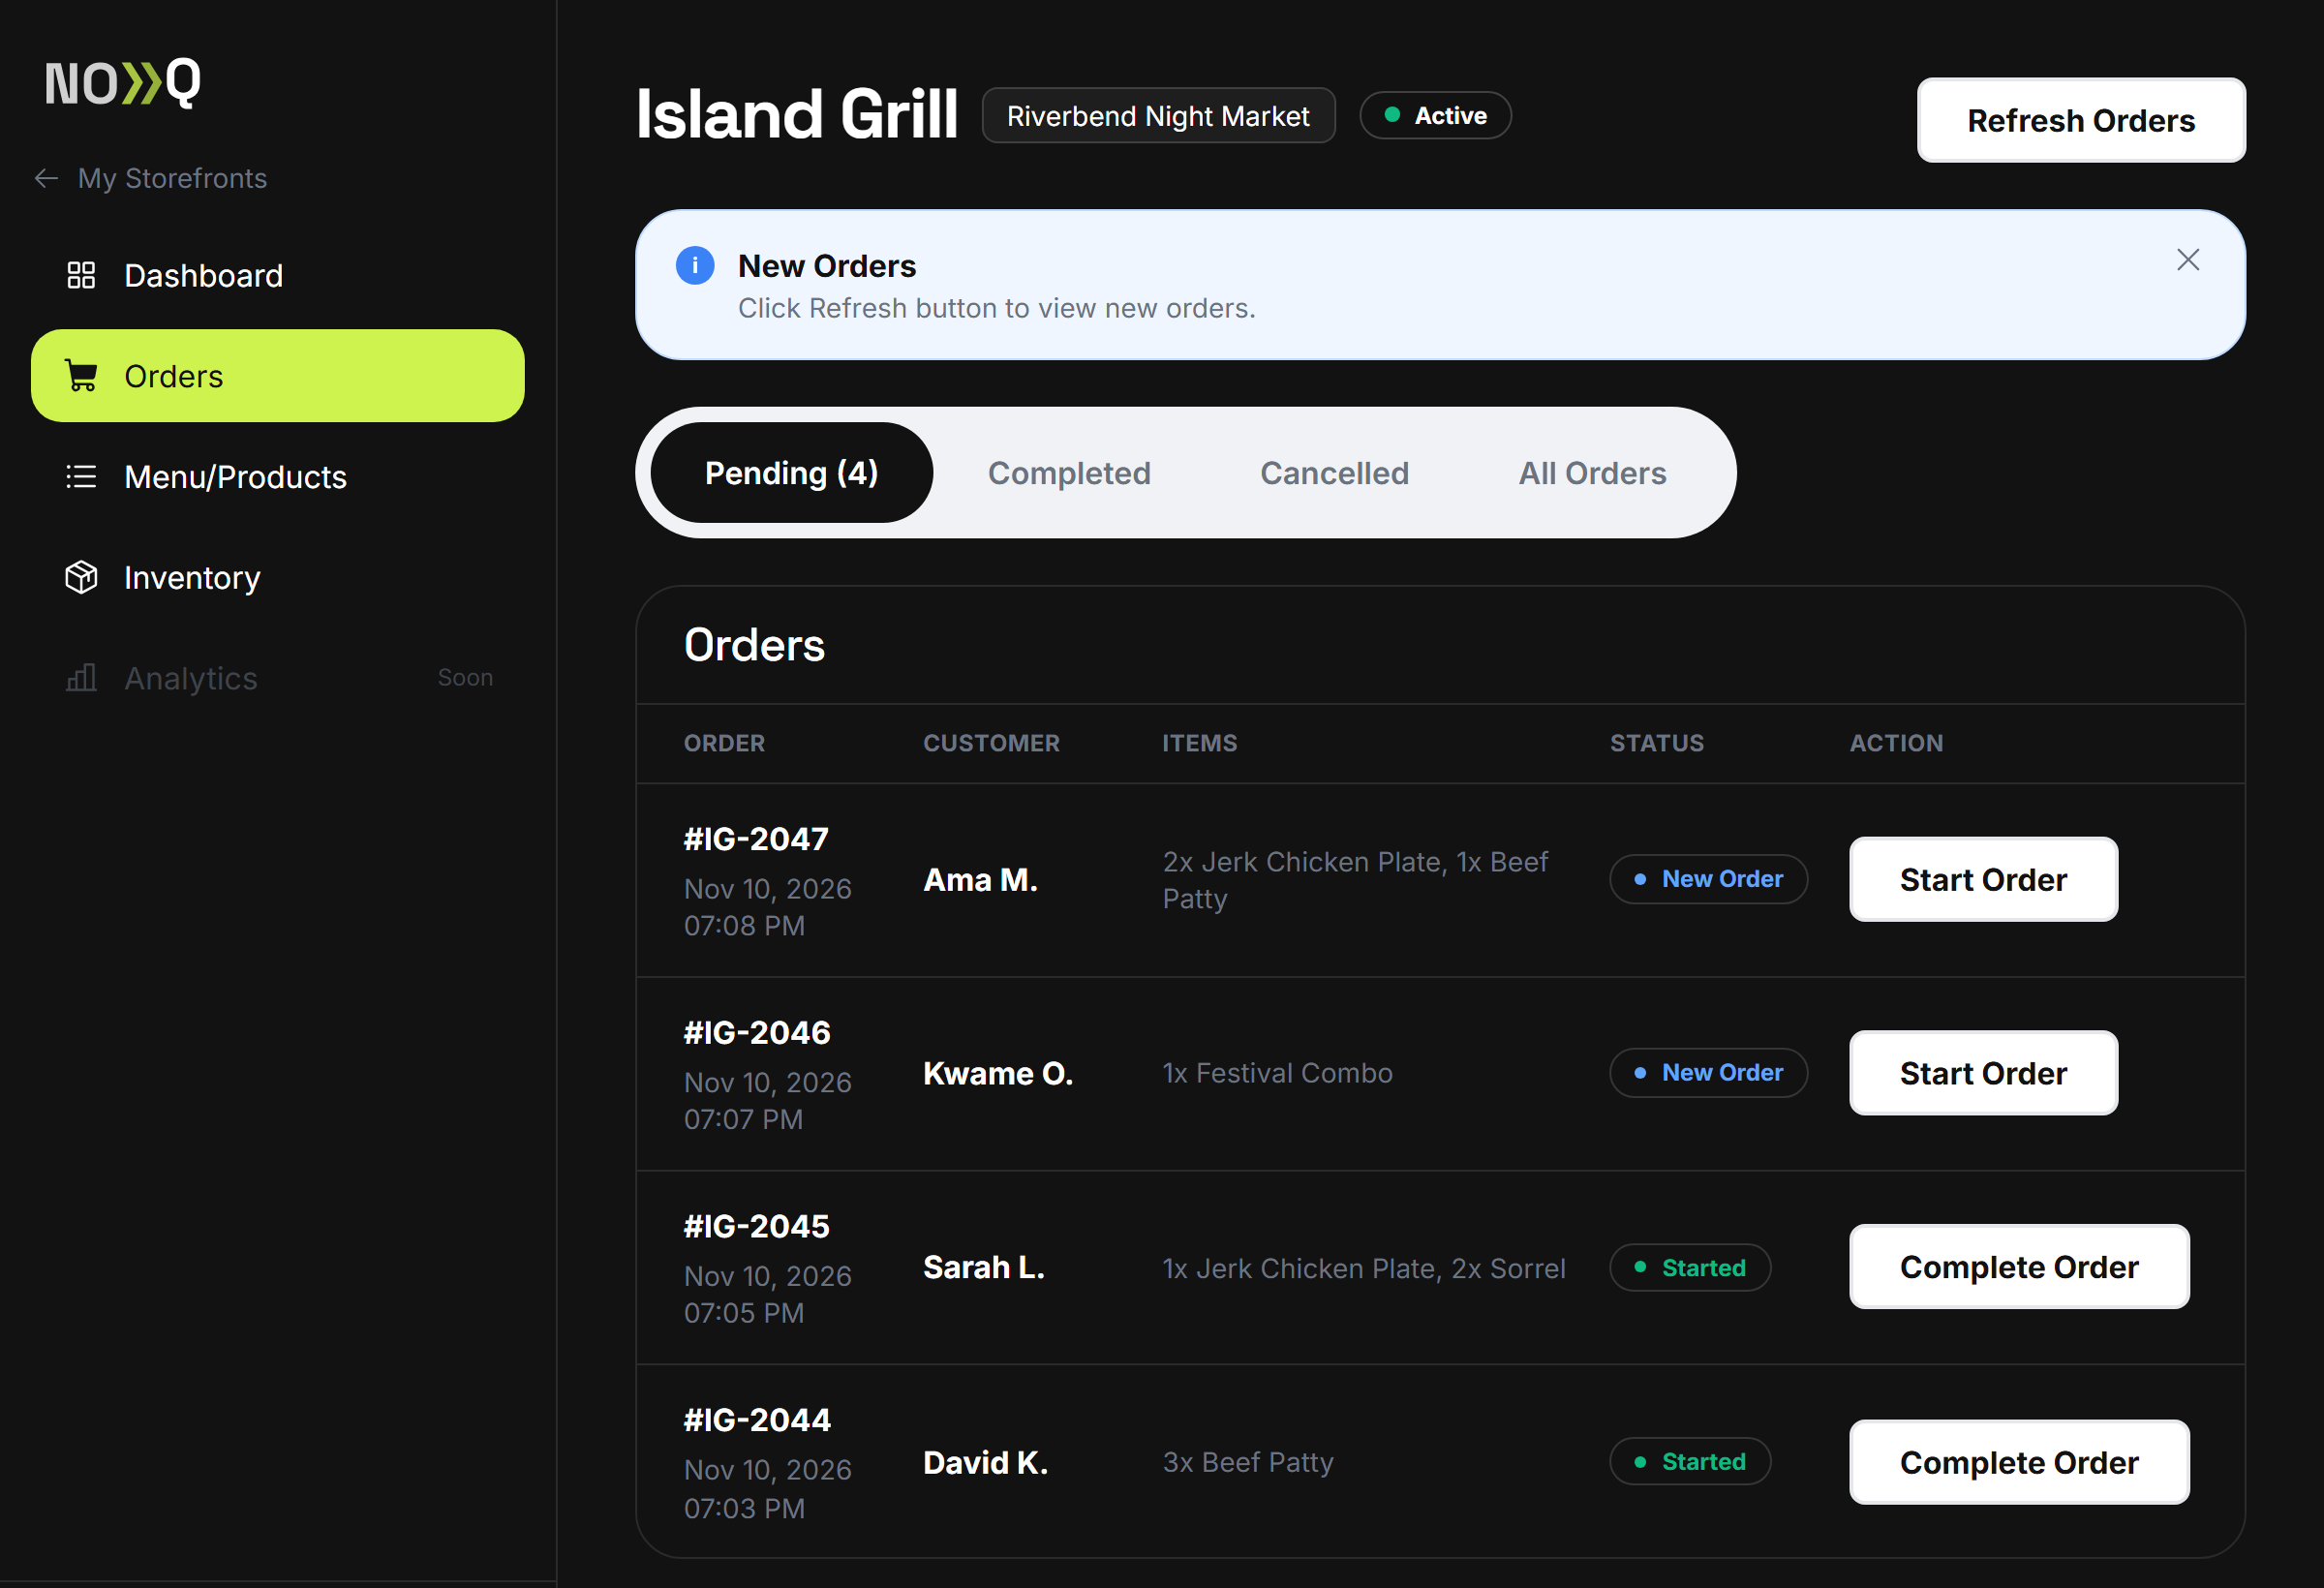 NO»Q
My Storefronts
Dashboard
Orders
Menu/Products
Inventory
Analytics Soon
Island Grill Riverbend Night Market Active Refresh Orders
New Orders
Click Refresh button to view new orders.
Pending (4) Completed Cancelled All Orders
Orders
ORDER CUSTOMER ITEMS STATUS ACTION
#IG-2047
Nov 10, 2026
07:08 PM
Ama M.
2x Jerk Chicken Plate, 1x Beef
Patty
New Order
Start Order
#IG-2046
Nov 10, 2026
07:07 PM
Kwame O.
1x Festival Combo
New Order
Start Order
#IG-2045
Nov 10, 2026
07:05 PM
Sarah L.
1x Jerk Chicken Plate, 2x Sorrel
Started
Complete Order
#IG-2044
Nov 10, 2026
07:03 PM
David K.
3x Beef Patty
Started
Complete Order